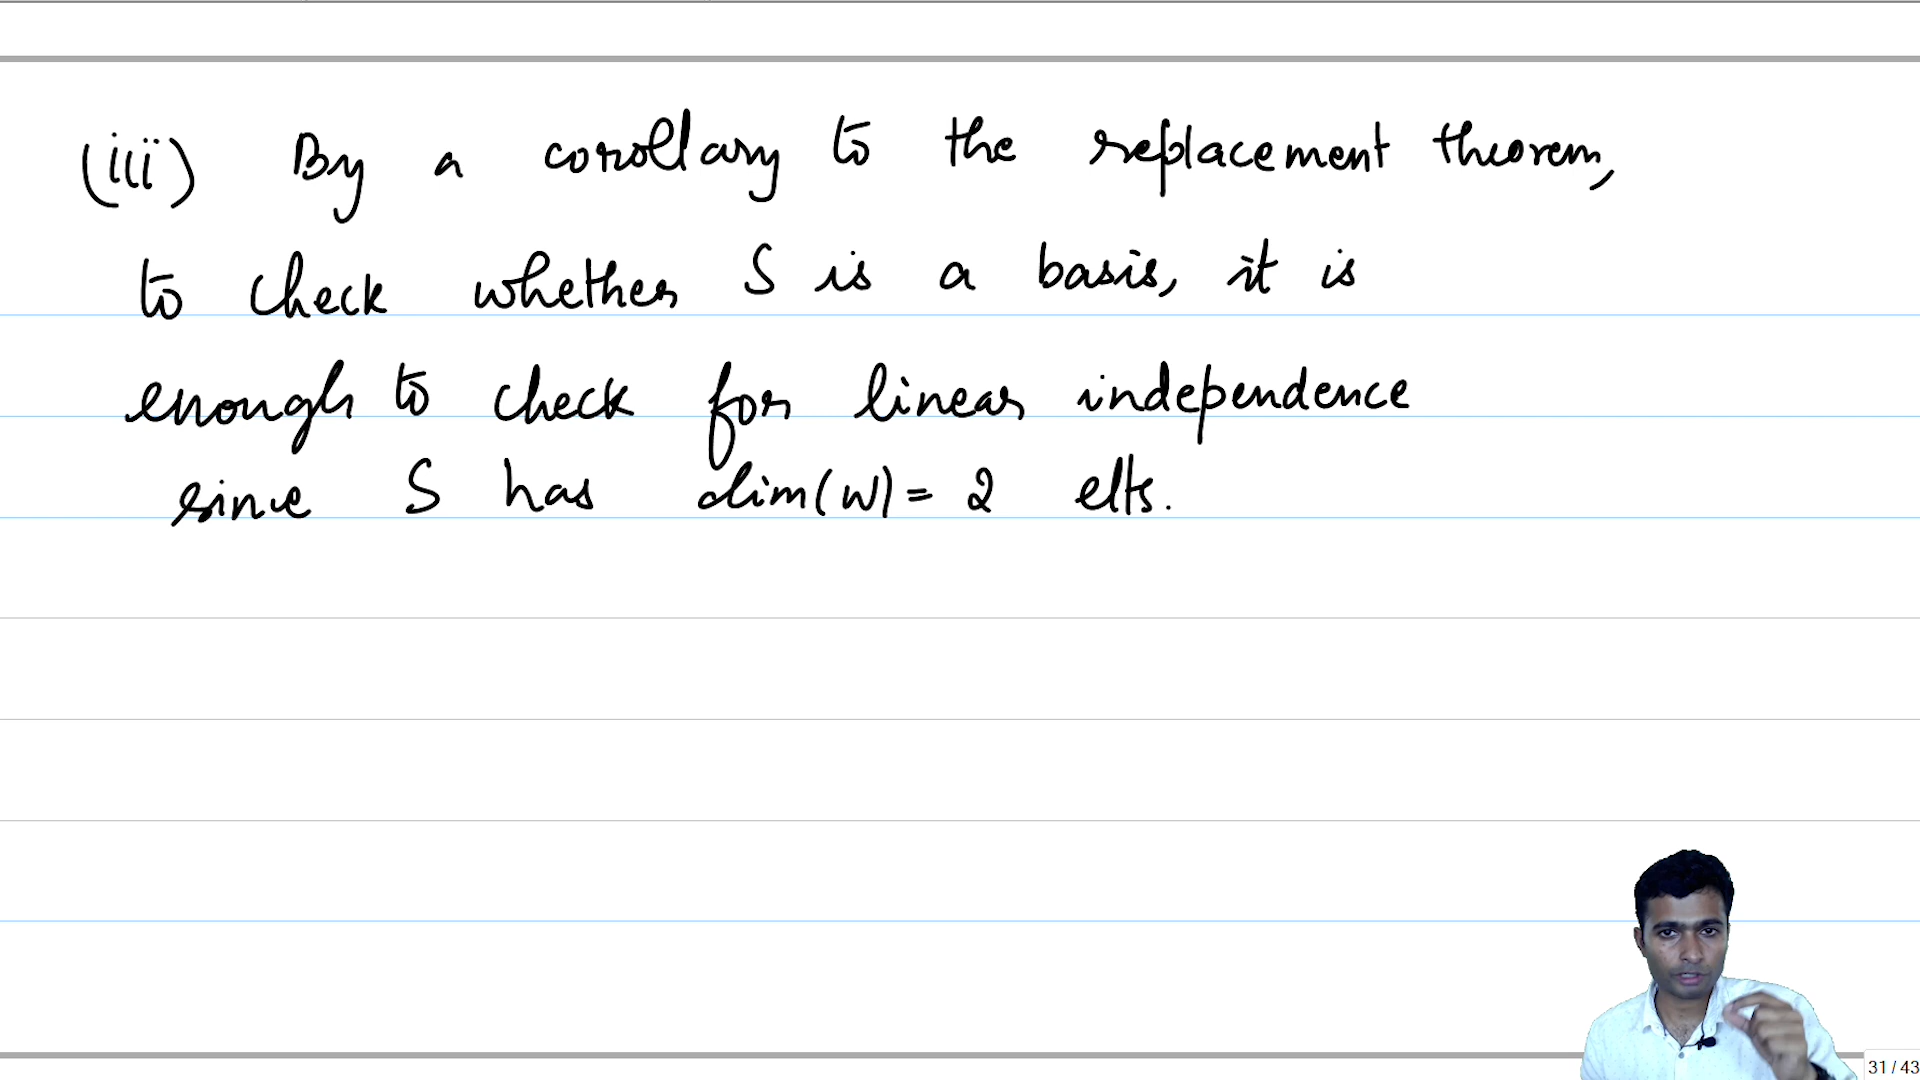 (iii) By a corollary to the replacement theorem,
to check whether S is a basis, it is
enough to check for linear independence
since S has dim(W) = 2 elts.
31 / 43